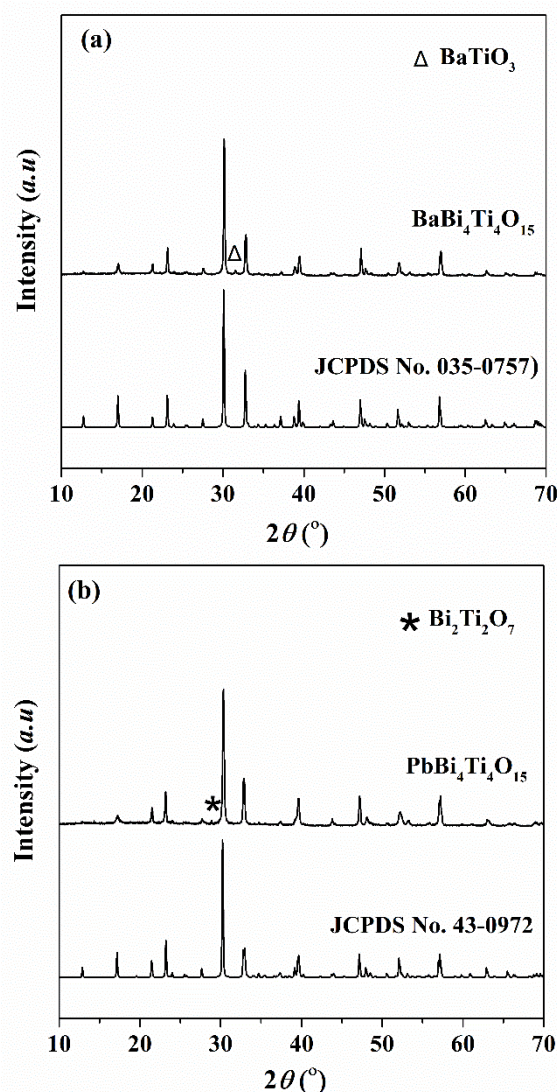 (a)
Δ BaTiO₃
BaBi₄Ti₄O₁₅
Δ
JCPDS No. 035-0757)
Intensity (a.u)
10 20 30 40 50 60 70
2θ (°)
(b)
* Bi₂Ti₂O₇
PbBi₄Ti₄O₁₅
*
JCPDS No. 43-0972
Intensity (a.u)
10 20 30 40 50 60 70
2θ (°)